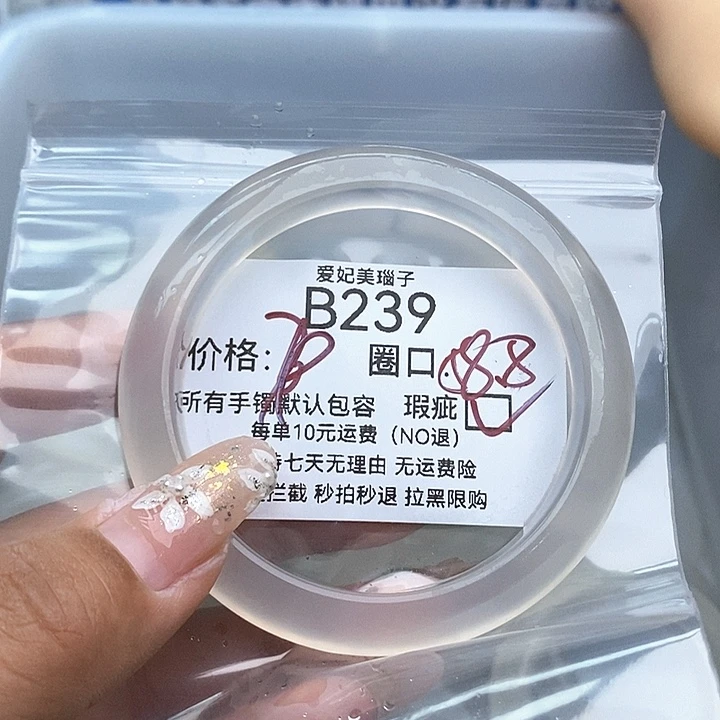 爱妃美瑙子
B239
价格: 圈口
所有手镯默认包容 瑕疵
每单10元运费（NO退）
七天无理由 无运费险
拦截 秒拍秒退 拉黑限购